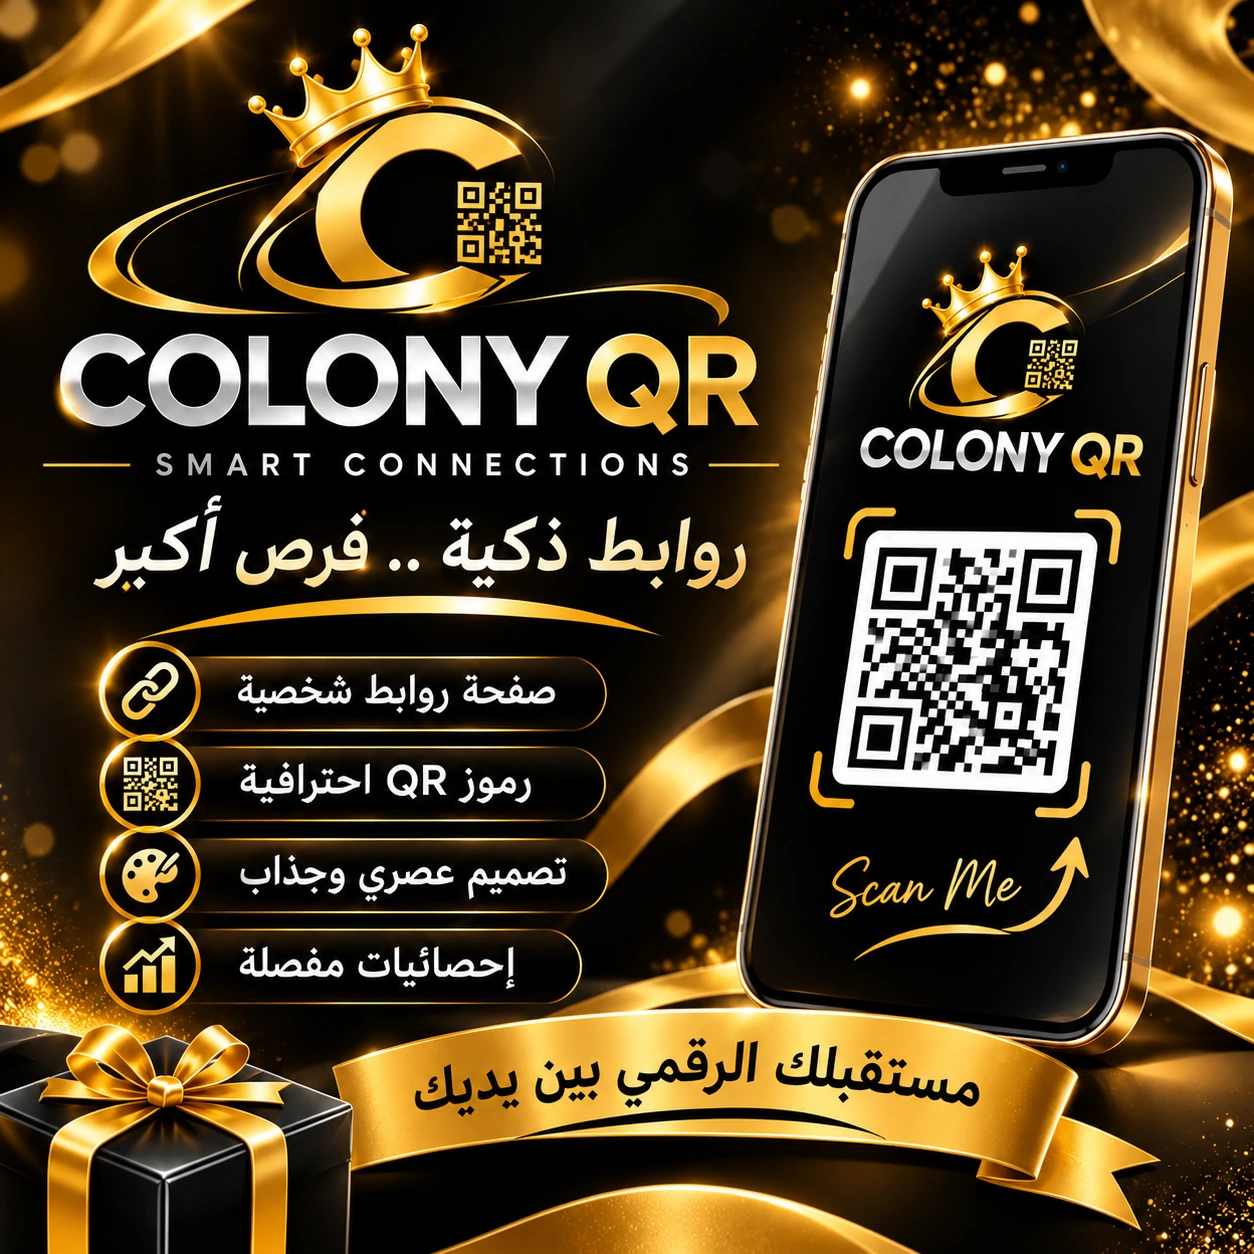 COLONY QR
SMART CONNECTIONS
روابط ذكية .. فرص أكبر
صفحة روابط شخصية
رموز QR احترافية
تصميم عصري وجذاب
إحصائيات مفصلة
COLONY QR
Scan Me
مستقبلك الرقمي بين يديك